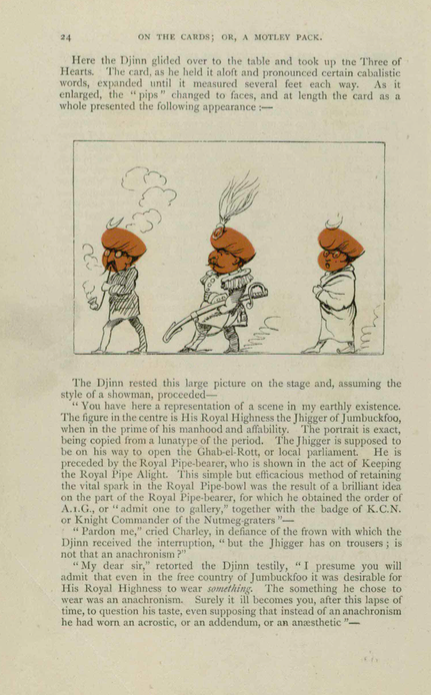 24 ON THE CARDS; OR, A MOTLEY PACK.
Here the Djinn glided over to the table and took up tne Three of
Hearts. The card, as he held it aloft and pronounced certain cabalistic
words, expanded until it measured several feet each way. As it
enlarged, the "pips" changed to faces, and at length the card as a
whole presented the following appearance :—
The Djinn rested this large picture on the stage and, assuming the
style of a showman, proceeded—
"You have here a representation of a scene in my earthly existence.
The figure in the centre is His Royal Highness the Jhigger of Jumbuckfoo,
when in the prime of his manhood and affability. The portrait is exact,
being copied from a lunatype of the period. The Jhigger is supposed to
be on his way to open the Ghab-el-Rott, or local parliament. He is
preceded by the Royal Pipe-bearer, who is shown in the act of Keeping
the Royal Pipe Alight. This simple but efficacious method of retaining
the vital spark in the Royal Pipe-bowl was the result of a brilliant idea
on the part of the Royal Pipe-bearer, for which he obtained the order of
A.1.G., or "admit one to gallery," together with the badge of K.C.N.
or Knight Commander of the Nutmeg-graters"—
"Pardon me," cried Charley, in defiance of the frown with which the
Djinn received the interruption, "but the Jhigger has on trousers; is
not that an anachronism?"
"My dear sir," retorted the Djinn testily, "I presume you will
admit that even in the free country of Jumbuckfoo it was desirable for
His Royal Highness to wear something. The something he chose to
wear was an anachronism. Surely it ill becomes you, after this lapse of
time, to question his taste, even supposing that instead of an anachronism
he had worn an acrostic, or an addendum, or an anæsthetic"—